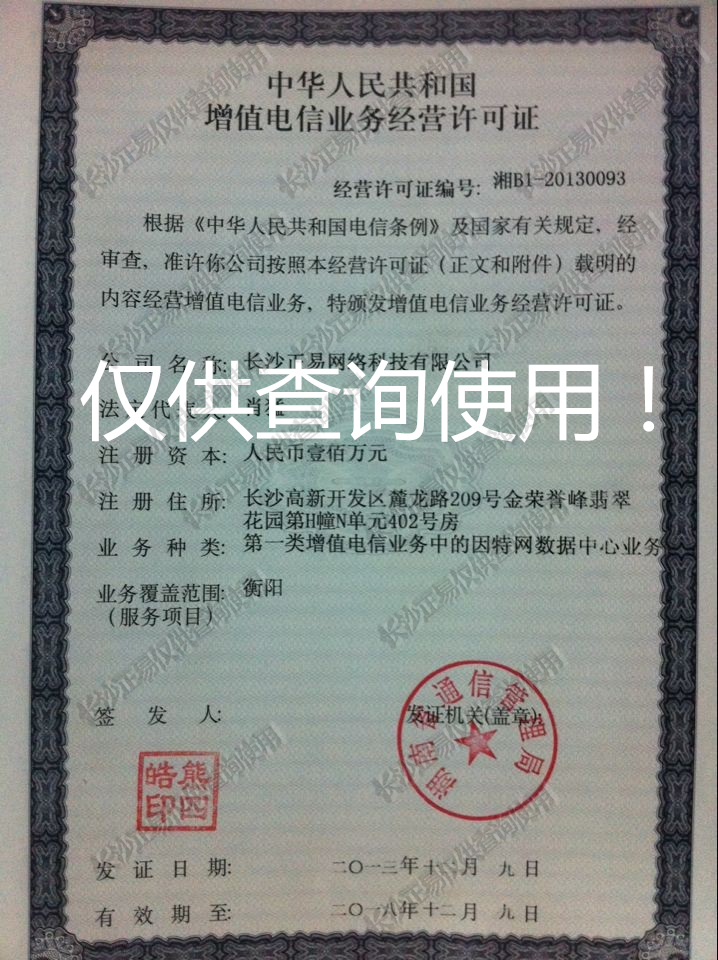 中华人民共和国
增值电信业务经营许可证
经营许可证编号: 湘B1-20130093
根据《中华人民共和国电信条例》及国家有关规定，经
审查，准许你公司按照本经营许可证（正文和附件）载明的
内容经营增值电信业务，特颁发增值电信业务经营许可证。
公司名称: 长沙正易网络科技有限公司
仅供查询使用！
法定代表人: 肖猛
注册资本: 人民币壹佰万元
注册住所: 长沙高新开发区麓龙路209号金荣誉峰翡翠
花园第H幢N单元402号房
业务种类: 第一类增值电信业务中的因特网数据中心业务
业务覆盖范围: 衡阳
（服务项目）
签发人: 发证机关(盖章):
湖南省通信管理局
熊四皓印
发证日期: 二〇一三年十二月 九日
有效期至: 二〇一八年十二月 九日
长沙正易仅供查询使用